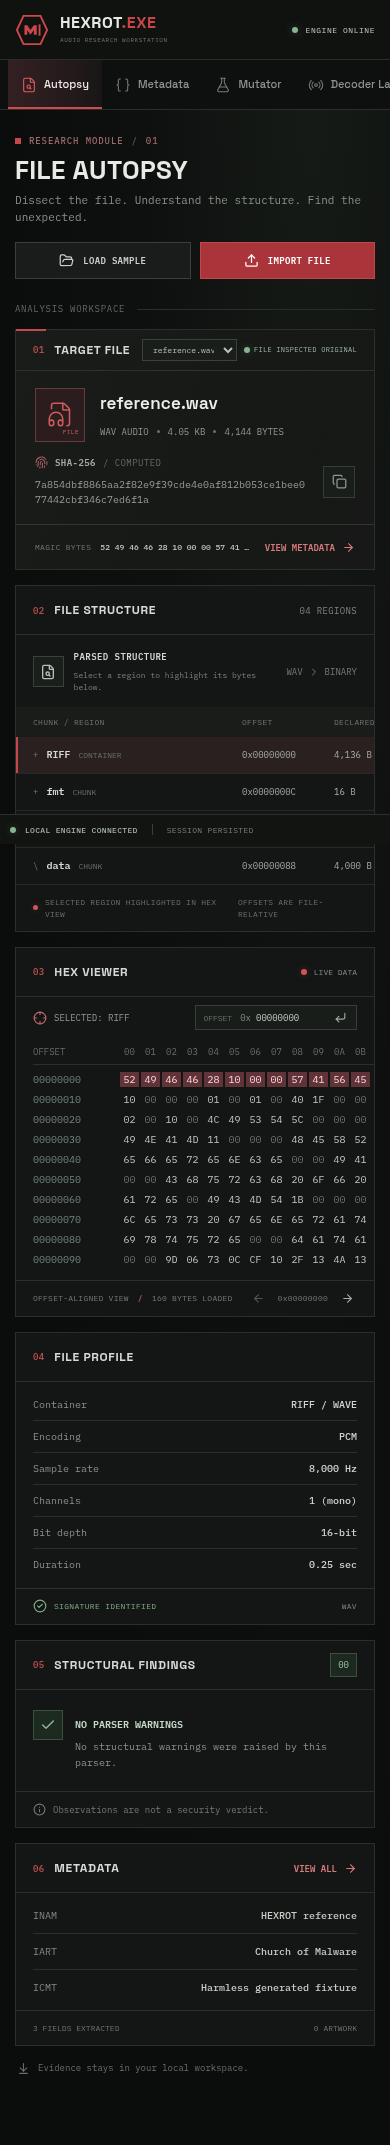 HEXROT.EXE
AUDIO RESEARCH WORKSTATION
ENGINE ONLINE
Autopsy
Metadata
Mutator
Decoder La
RESEARCH MODULE / 01
FILE AUTOPSY
Dissect the file. Understand the structure. Find the
unexpected.
LOAD SAMPLE
IMPORT FILE
ANALYSIS WORKSPACE
01 TARGET FILE reference.wav FILE INSPECTED ORIGINAL
FILE
reference.wav
WAV AUDIO • 4.05 KB • 4,144 BYTES
SHA-256 / COMPUTED
7a854dbf8865aa2f82e9f39cde4e0af812b053ce1bee0
77442cbf346c7ed6f1a
MAGIC BYTES 52 49 46 46 28 10 00 00 57 41 … VIEW METADATA
02 FILE STRUCTURE 04 REGIONS
PARSED STRUCTURE
Select a region to highlight its bytes
below.
WAV > BINARY
CHUNK / REGION OFFSET DECLARED
+ RIFF CONTAINER 0x00000000 4,136 B
+ fmt CHUNK 0x0000000C 16 B
LOCAL ENGINE CONNECTED SESSION PERSISTED
\ data CHUNK 0x00000088 4,000 B
SELECTED REGION HIGHLIGHTED IN HEX
VIEW
OFFSETS ARE FILE-
RELATIVE
03 HEX VIEWER LIVE DATA
SELECTED: RIFF OFFSET 0x 00000000
OFFSET 00 01 02 03 04 05 06 07 08 09 0A 0B
00000000 52 49 46 46 28 10 00 00 57 41 56 45
00000010 10 00 00 00 01 00 01 00 40 1F 00 00
00000020 02 00 10 00 4C 49 53 54 5C 00 00 00
00000030 49 4E 41 4D 11 00 00 00 48 45 58 52
00000040 65 66 65 72 65 6E 63 65 00 00 49 41
00000050 00 00 43 68 75 72 63 68 20 6F 66 20
00000060 61 72 65 00 49 43 4D 54 1B 00 00 00
00000070 6C 65 73 73 20 67 65 6E 65 72 61 74
00000080 69 78 74 75 72 65 00 00 64 61 74 61
00000090 00 00 9D 06 73 0C CF 10 2F 13 4A 13
OFFSET-ALIGNED VIEW / 160 BYTES LOADED 0x00000000
04 FILE PROFILE
Container RIFF / WAVE
Encoding PCM
Sample rate 8,000 Hz
Channels 1 (mono)
Bit depth 16-bit
Duration 0.25 sec
SIGNATURE IDENTIFIED WAV
05 STRUCTURAL FINDINGS 00
NO PARSER WARNINGS
No structural warnings were raised by this
parser.
Observations are not a security verdict.
06 METADATA VIEW ALL
INAM HEXROT reference
IART Church of Malware
ICMT Harmless generated fixture
3 FIELDS EXTRACTED 0 ARTWORK
Evidence stays in your local workspace.